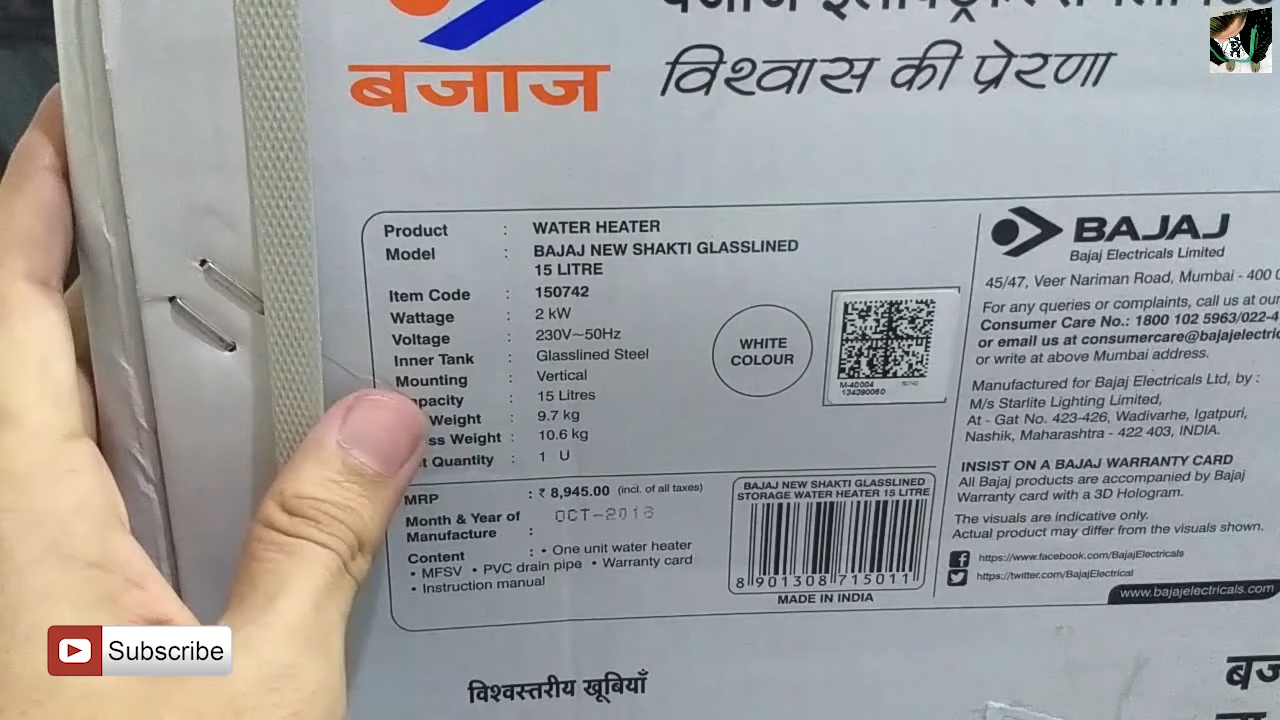 बजाज
विश्वास की प्रेरणा
Product : WATER HEATER
Model : BAJAJ NEW SHAKTI GLASSLINED
15 LITRE
Item Code : 150742
Wattage : 2 kW
Voltage : 230V~50Hz
Inner Tank : Glasslined Steel
Mounting : Vertical
: 15 Litres
Weight : 9.7 kg
Weight : 10.6 kg
Quantity : 1 U
WHITE
COLOUR
M-40004 150742
134390060
MRP : ₹ 8,945.00 (incl. of all taxes)
Month & Year of
Manufacture : OCT-2016
Content : • One unit water heater
• MFSV • PVC drain pipe • Warranty card
• Instruction manual
BAJAJ NEW SHAKTI GLASSLINED
STORAGE WATER HEATER 15 LITRE
8 901308 715011
MADE IN INDIA
BAJAJ
Bajaj Electricals Limited
45/47, Veer Nariman Road, Mumbai - 400
For any queries or complaints, call us at our
Consumer Care No.: 1800 102 5963/022-4
or email us at consumercare@bajajelectric
or write at above Mumbai address.
Manufactured for Bajaj Electricals Ltd, by :
M/s Starlite Lighting Limited,
At - Gat No. 423-426, Wadivarhe, Igatpuri,
Nashik, Maharashtra - 422 403, INDIA.
INSIST ON A BAJAJ WARRANTY CARD
All Bajaj products are accompanied by Bajaj
Warranty card with a 3D Hologram.
The visuals are indicative only.
Actual product may differ from the visuals shown.
https://www.facebook.com/BajajElectricals
https://twitter.com/BajajElectrical
www.bajajelectricals.com
Subscribe
विश्वस्तरीय खूबियाँ